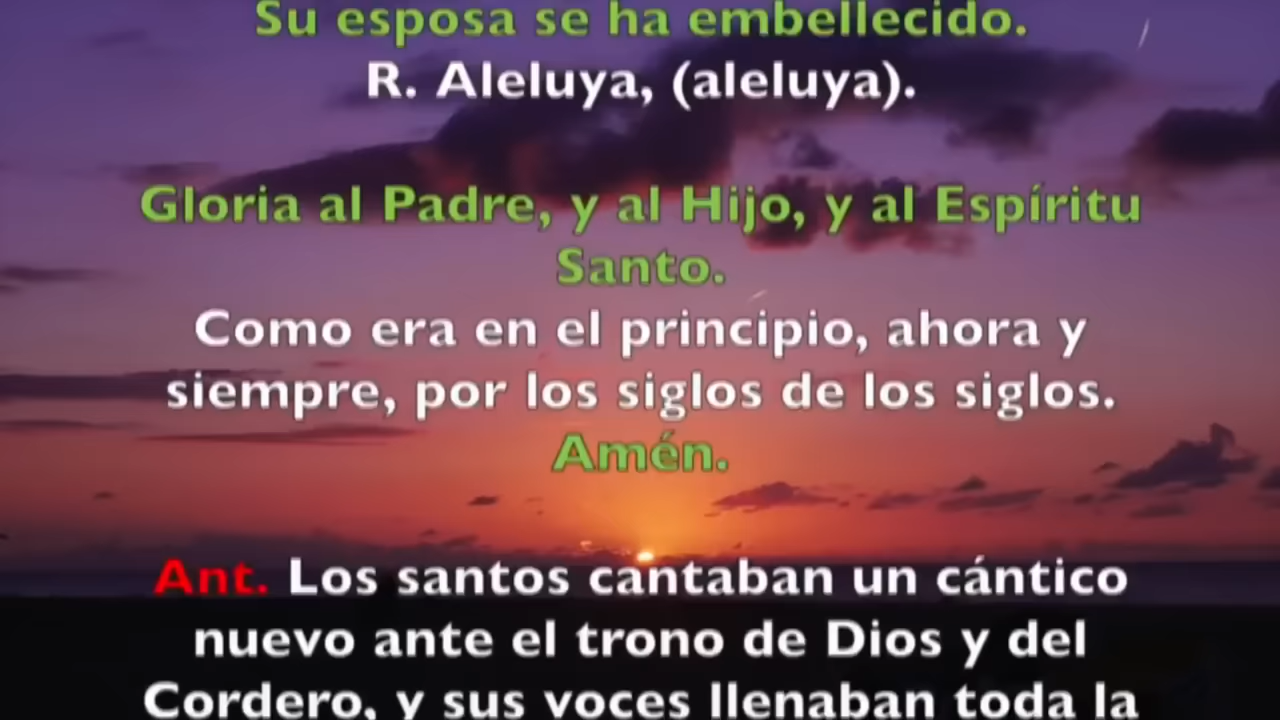 Su esposa se ha embellecido.
R. Aleluya, (aleluya).
Gloria al Padre, y al Hijo, y al Espíritu
Santo.
Como era en el principio, ahora y
siempre, por los siglos de los siglos.
Amén.
Ant. Los santos cantaban un cántico
nuevo ante el trono de Dios y del
Cordero, y sus voces llenaban toda la